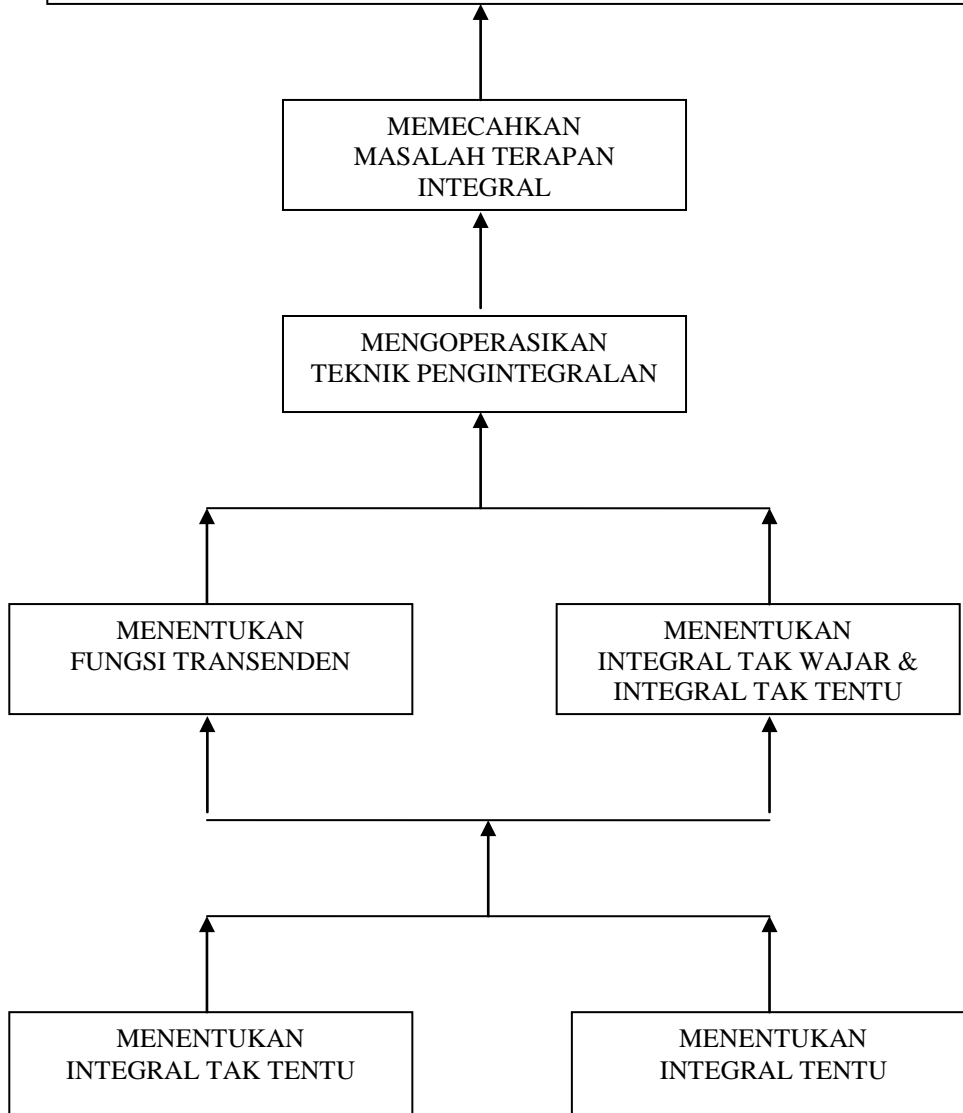 MEMECAHKAN
MASALAH TERAPAN
INTEGRAL
MENGOPERASIKAN
TEKNIK PENGINTEGRALAN
MENENTUKAN
FUNGSI TRANSENDEN
MENENTUKAN
INTEGRAL TAK WAJAR &
INTEGRAL TAK TENTU
MENENTUKAN
INTEGRAL TAK TENTU
MENENTUKAN
INTEGRAL TENTU